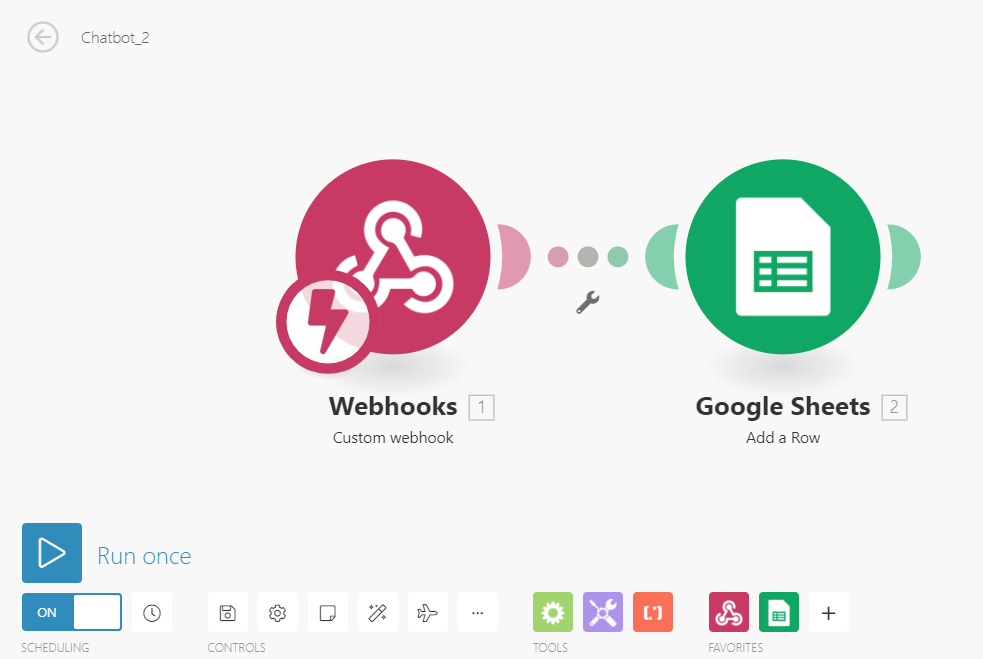 Chatbot_2
Webhooks 1
Custom webhook
Google Sheets 2
Add a Row
Run once
ON
SCHEDULING
CONTROLS
TOOLS
FAVORITES